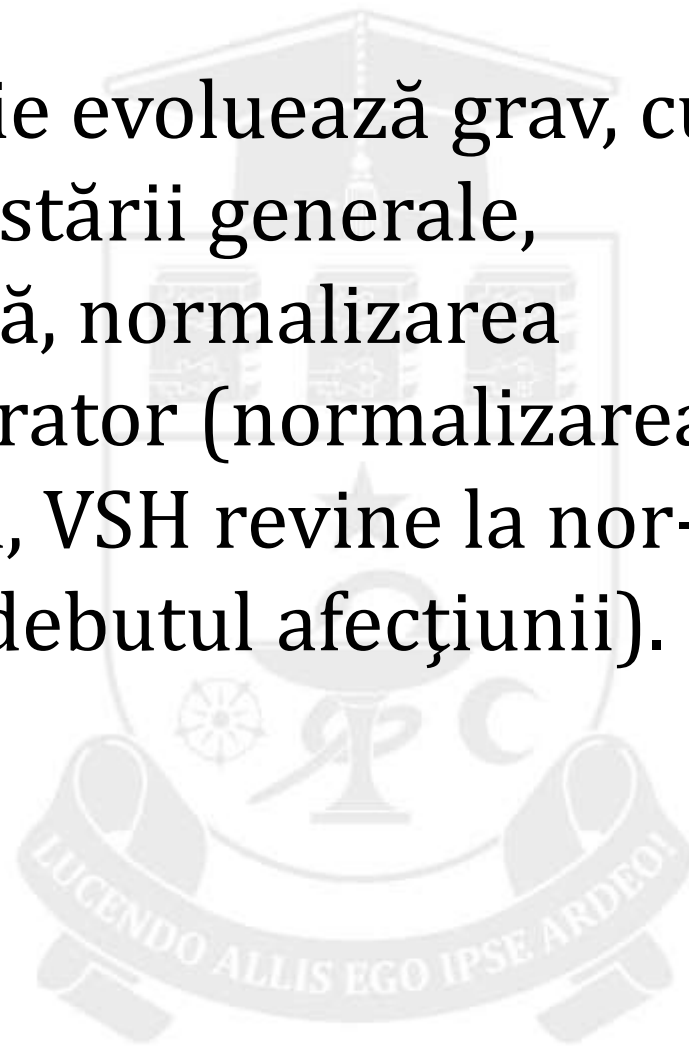 ie evoluează grav, cu
stării generale,
ă, normalizarea
rator (normalizarea
, VSH revine la nor-
debutul afecţiunii).
LUCENDO ALLIS EGO IPSE ARDEO!